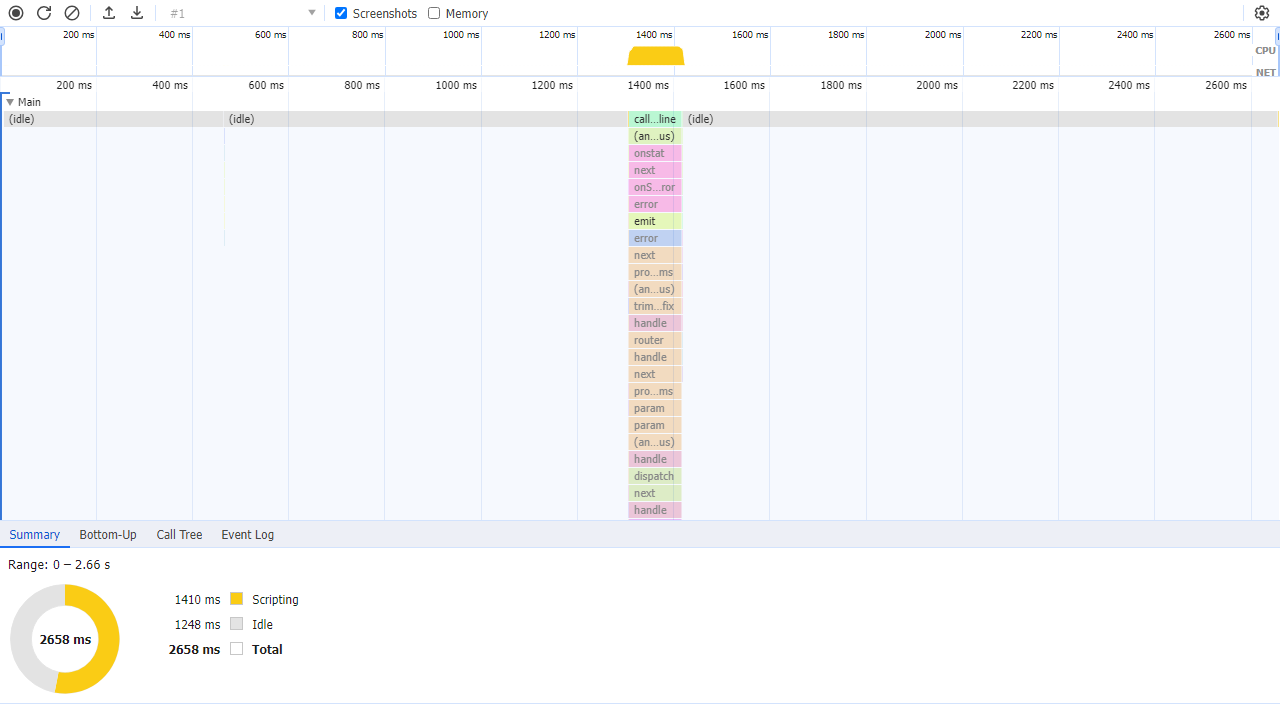 #1 Screenshots Memory
200 ms 400 ms 600 ms 800 ms 1000 ms 1200 ms 1400 ms 1600 ms 1800 ms 2000 ms 2200 ms 2400 ms 2600 ms
CPU
NET
200 ms 400 ms 600 ms 800 ms 1000 ms 1200 ms 1400 ms 1600 ms 1800 ms 2000 ms 2200 ms 2400 ms 2600 ms
Main
(idle) (idle) call...line (idle)
(an...us)
onstat
next
onS...ror
error
emit
error
next
pro...ms
(an...us)
trim...fix
handle
router
handle
next
pro...ms
param
param
(an...us)
handle
dispatch
next
handle
Summary Bottom-Up Call Tree Event Log
Range: 0 – 2.66 s
1410 ms Scripting
1248 ms Idle
2658 ms 2658 ms Total